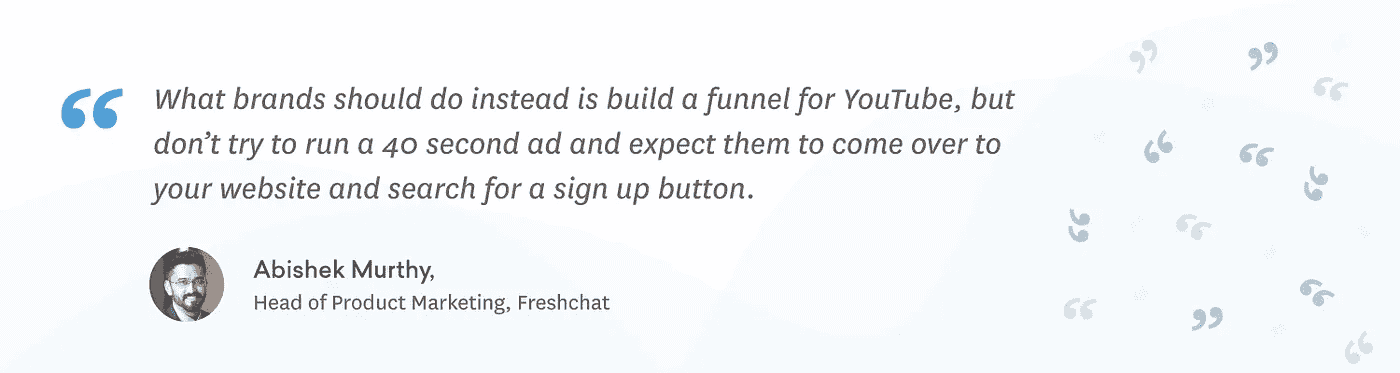 What brands should do instead is build a funnel for YouTube, but
don’t try to run a 40 second ad and expect them to come over to
your website and search for a sign up button.
Abishek Murthy,
Head of Product Marketing, Freshchat